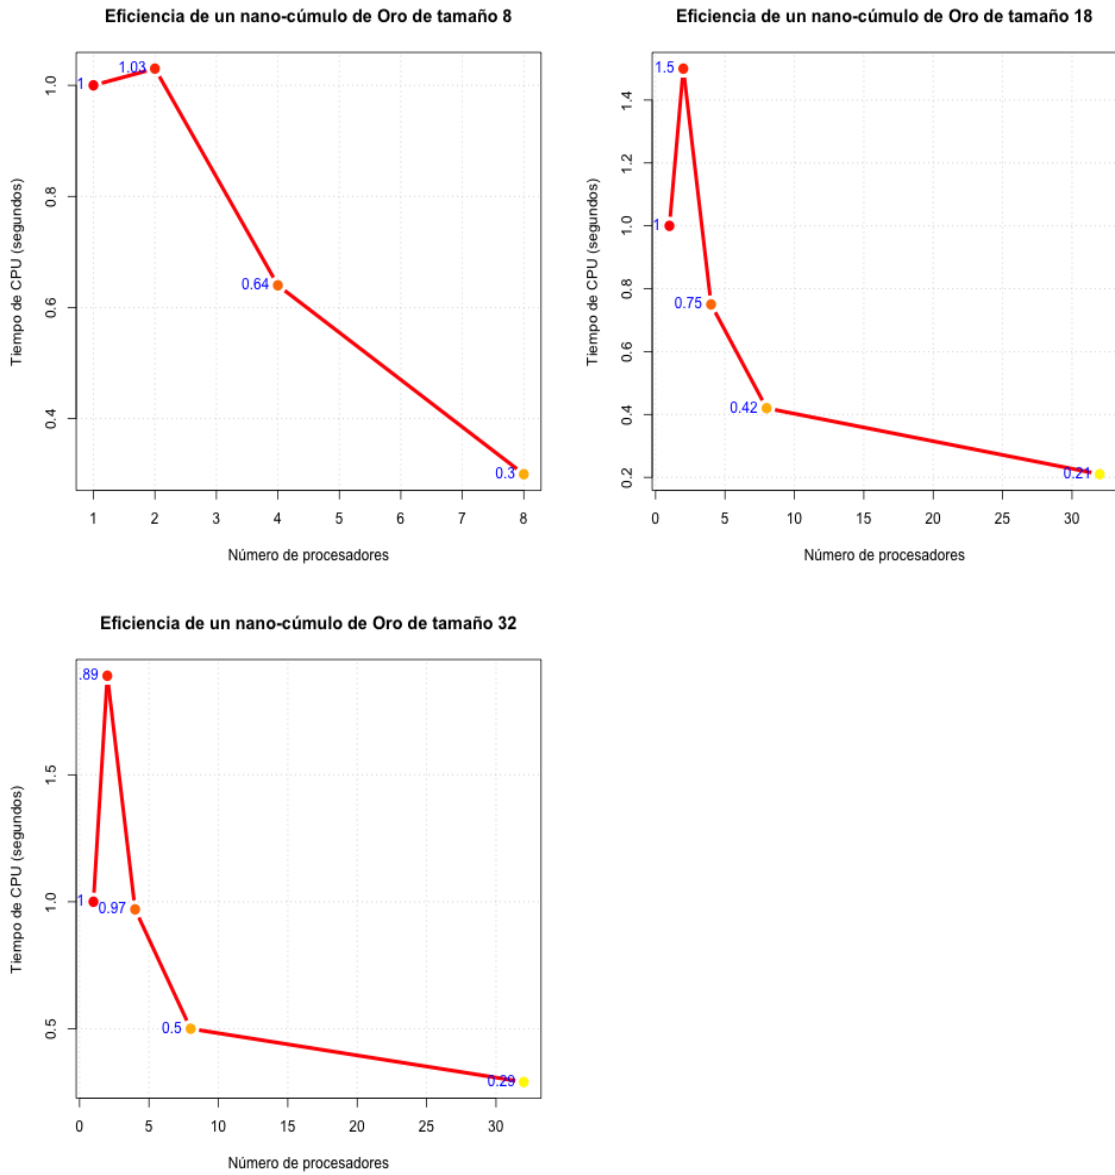 Eficiencia de un nano-cúmulo de Oro de tamaño 8
Tiempo de CPU (segundos)
1.0
0.8
0.6
0.4
1
1.03
0.64
0.3
1 2 3 4 5 6 7 8
Número de procesadores
Eficiencia de un nano-cúmulo de Oro de tamaño 18
Tiempo de CPU (segundos)
1.4
1.2
1.0
0.8
0.6
0.4
0.2
1
1.5
0.75
0.42
0.21
0 5 10 15 20 25 30
Número de procesadores
Eficiencia de un nano-cúmulo de Oro de tamaño 32
Tiempo de CPU (segundos)
1.5
1.0
0.5
1
.89
0.97
0.5
0.29
0 5 10 15 20 25 30
Número de procesadores